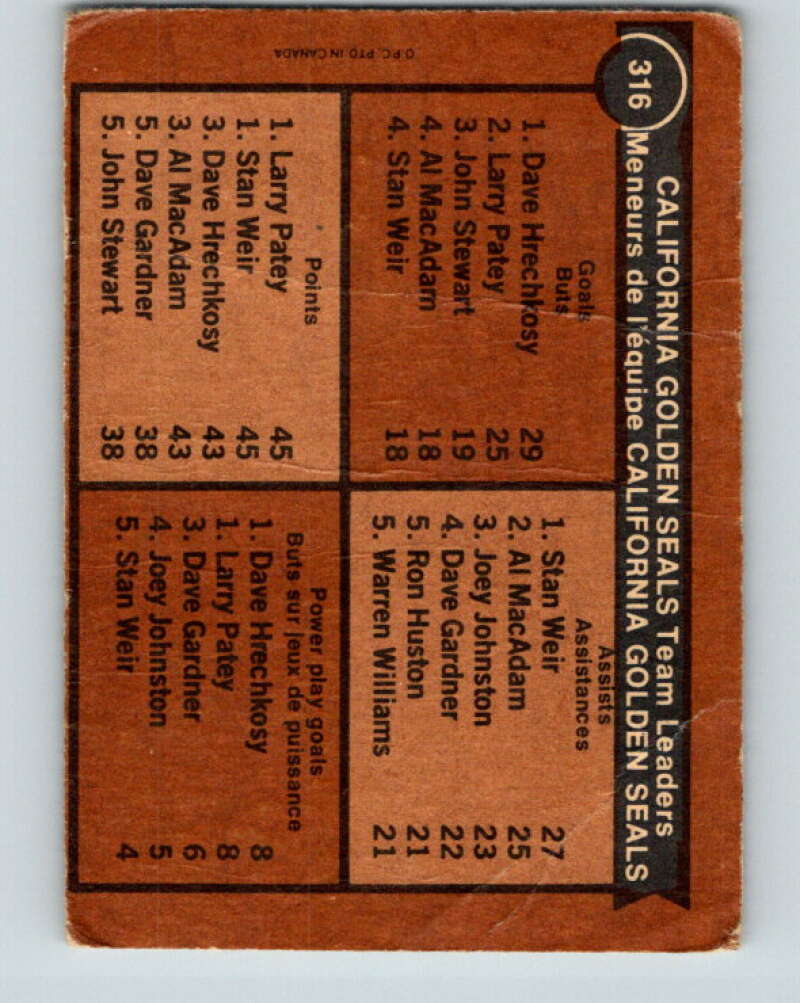 316
CALIFORNIA GOLDEN SEALS Team Leaders
Meneurs de l'équipe CALIFORNIA GOLDEN SEALS
Goals
Buts
1. Dave Hrechkosy 29
2. Larry Patey 25
3. John Stewart 19
4. Al MacAdam 18
4. Stan Weir 18
Assists
Assistances
1. Stan Weir 27
2. Al MacAdam 25
3. Joey Johnston 23
4. Dave Gardner 22
5. Ron Huston 21
5. Warren Williams 21
Points
1. Larry Patey 45
1. Stan Weir 45
3. Dave Hrechkosy 43
3. Al MacAdam 43
5. Dave Gardner 38
5. John Stewart 38
Power play goals
Buts sur jeux de puissance
1. Dave Hrechkosy 8
1. Larry Patey 8
3. Dave Gardner 6
4. Joey Johnston 5
5. Stan Weir 4
O.P.C. PTD IN CANADA